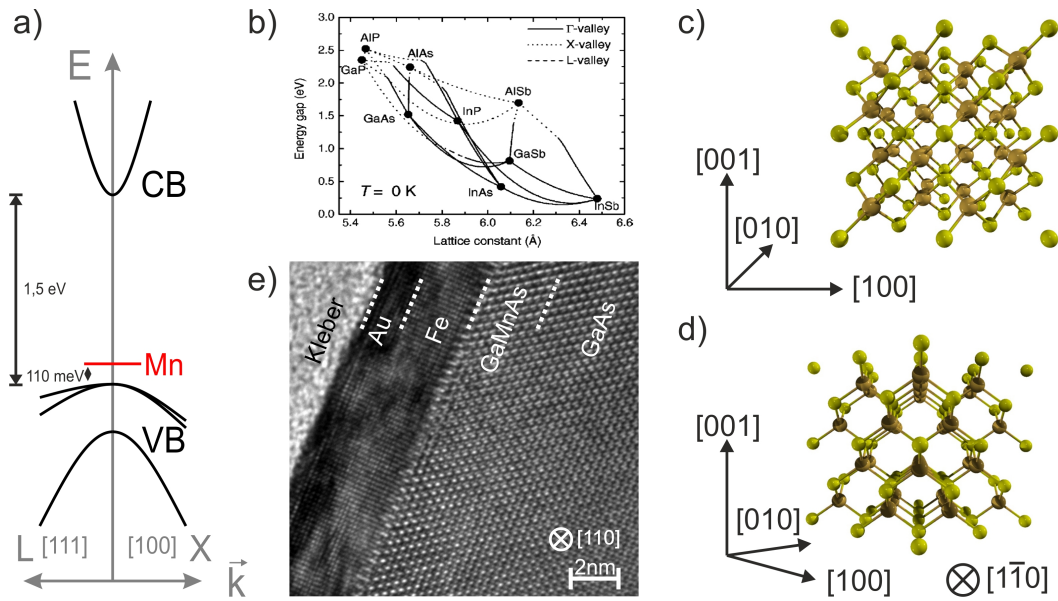 a)
E
CB
1,5 eV
Mn
110 meV
VB
L [111] [100] X
k
b)
Γ-valley
X-valley
L-valley
AlP
GaP
AlAs
GaAs
InP
AlSb
GaSb
InAs
InSb
T = 0 K
Energy gap (eV)
3.0
2.5
2.0
1.5
1.0
0.5
0.0
5.4 5.6 5.8 6.0 6.2 6.4 6.6
Lattice constant (Å)
c)
[001]
[010]
[100]
e)
Kleber
Au
Fe
GaMnAs
GaAs
⊗ [110]
2nm
d)
[001]
[010]
[100]
⊗ [11̄0]